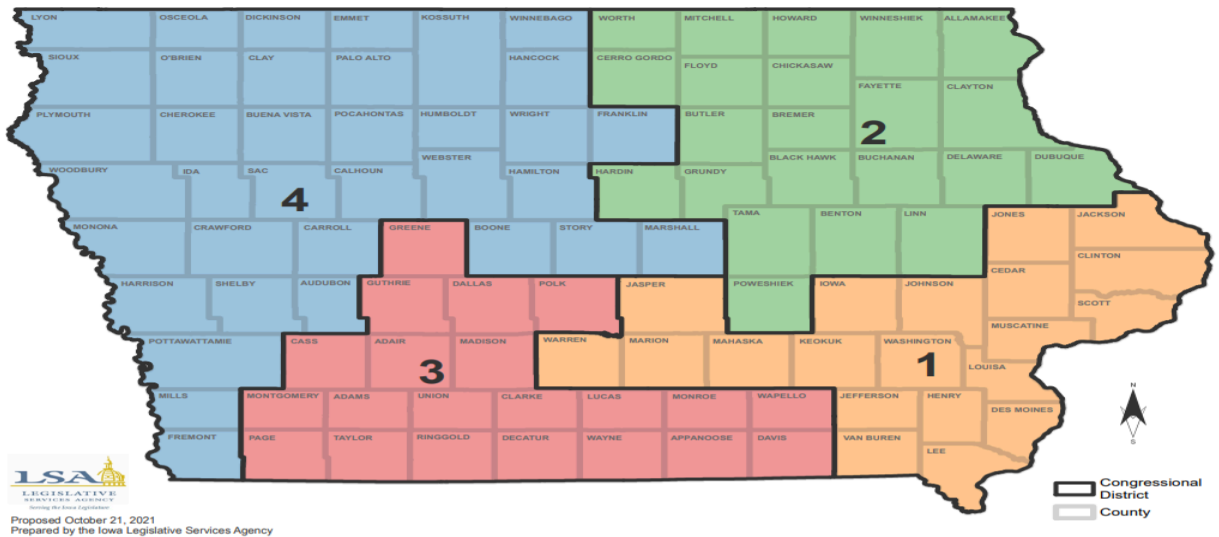 LYON OSCEOLA DICKINSON EMMET KOSSUTH WINNEBAGO WORTH MITCHELL HOWARD WINNESHIEK ALLAMAKEE
SIOUX O'BRIEN CLAY PALO ALTO HANCOCK CERRO GORDO FLOYD CHICKASAW
FAYETTE CLAYTON
PLYMOUTH CHEROKEE BUENA VISTA POCAHONTAS HUMBOLDT WRIGHT FRANKLIN BUTLER BREMER
2
WEBSTER BLACK HAWK BUCHANAN DELAWARE DUBUQUE
WOODBURY IDA SAC CALHOUN HAMILTON HARDIN GRUNDY
4
TAMA BENTON LINN JONES JACKSON
MONONA CRAWFORD CARROLL GREENE BOONE STORY MARSHALL
CLINTON
CEDAR
HARRISON SHELBY AUDUBON GUTHRIE DALLAS POLK JASPER POWESHIEK IOWA JOHNSON
SCOTT
MUSCATINE
POTTAWATTAMIE CASS ADAIR MADISON WARREN MARION MAHASKA KEOKUK WASHINGTON
3 1
LOUISA
MILLS MONTGOMERY ADAMS UNION CLARKE LUCAS MONROE WAPELLO JEFFERSON HENRY
DES MOINES
FREMONT PAGE TAYLOR RINGGOLD DECATUR WAYNE APPANOOSE DAVIS VAN BUREN
LEE
N
S
LSA
LEGISLATIVE
SERVICES AGENCY
Serving the Iowa Legislature
Proposed October 21, 2021
Prepared by the Iowa Legislative Services Agency
Congressional
District
County